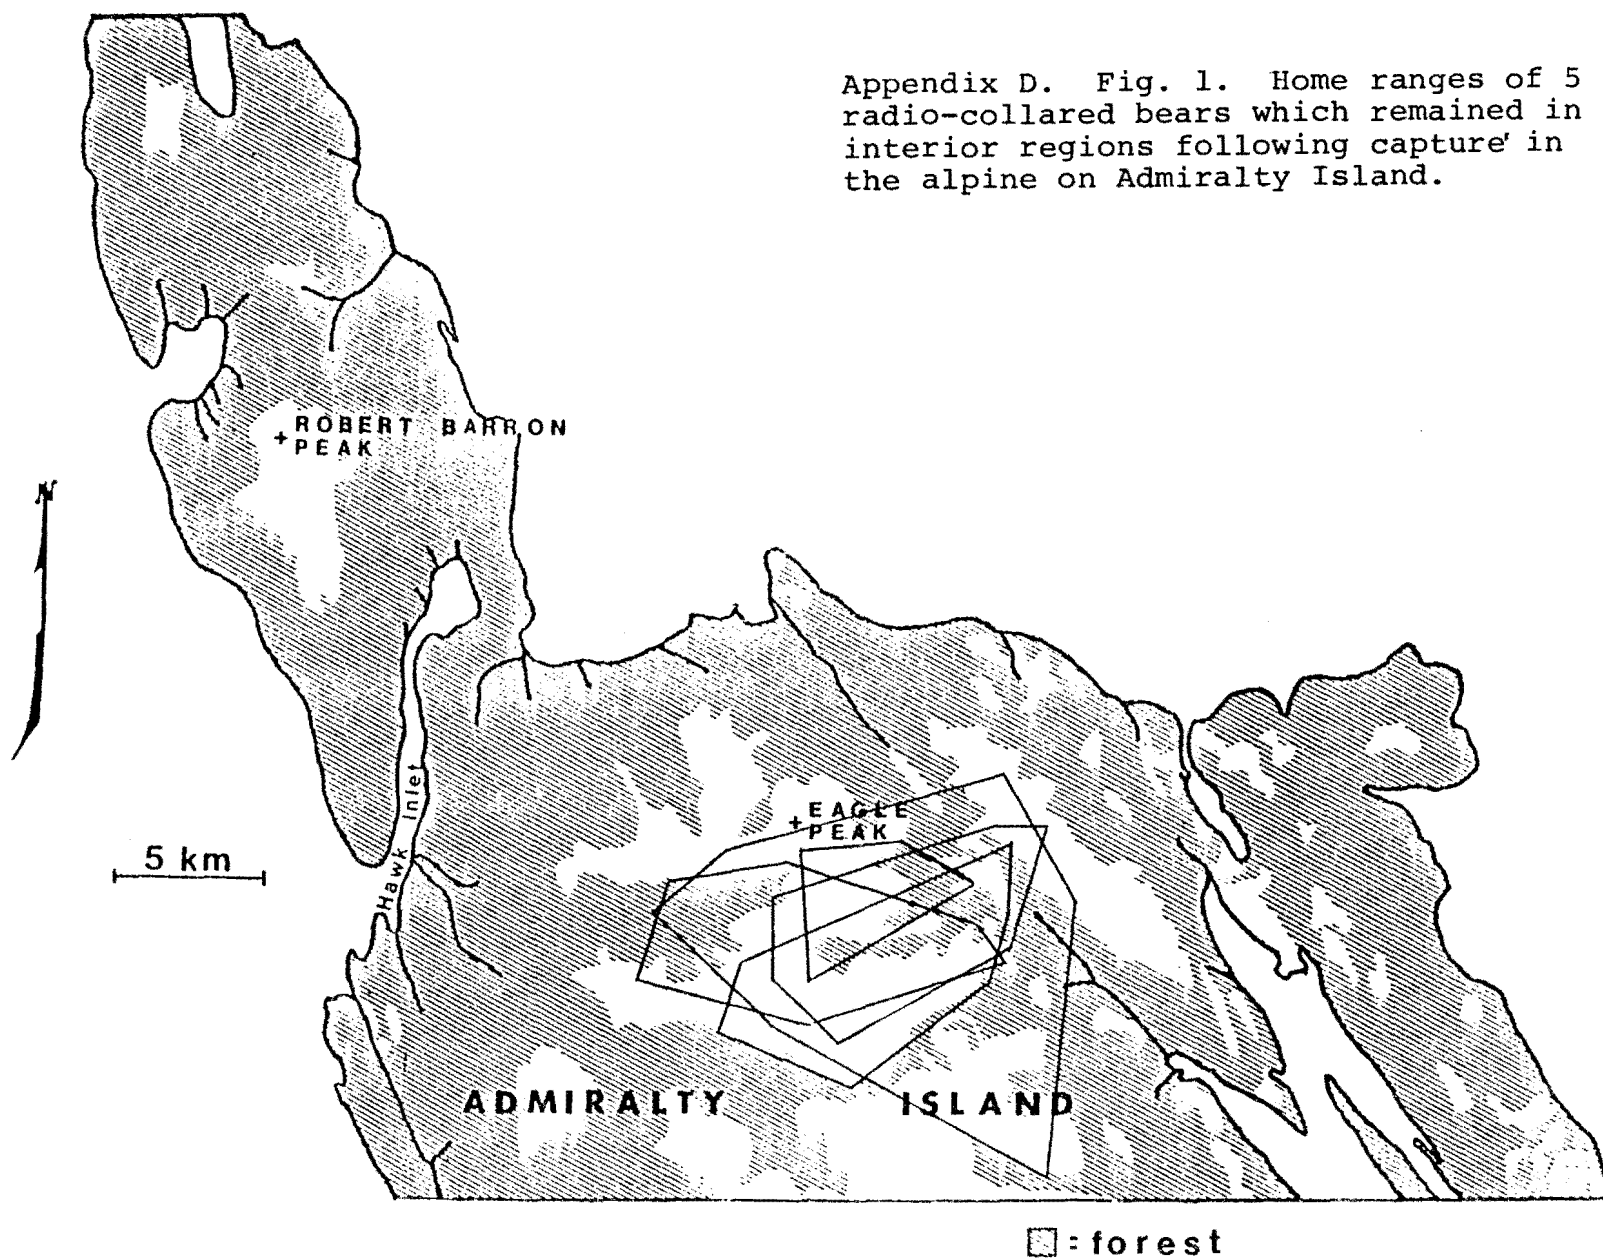 Appendix D. Fig. 1. Home ranges of 5
radio-collared bears which remained in
interior regions following capture' in
the alpine on Admiralty Island.
+ROBERT BARRON
PEAK
N
Hawk Inlet
+EAGLE
PEAK
5 km
ADMIRALTY ISLAND
= forest